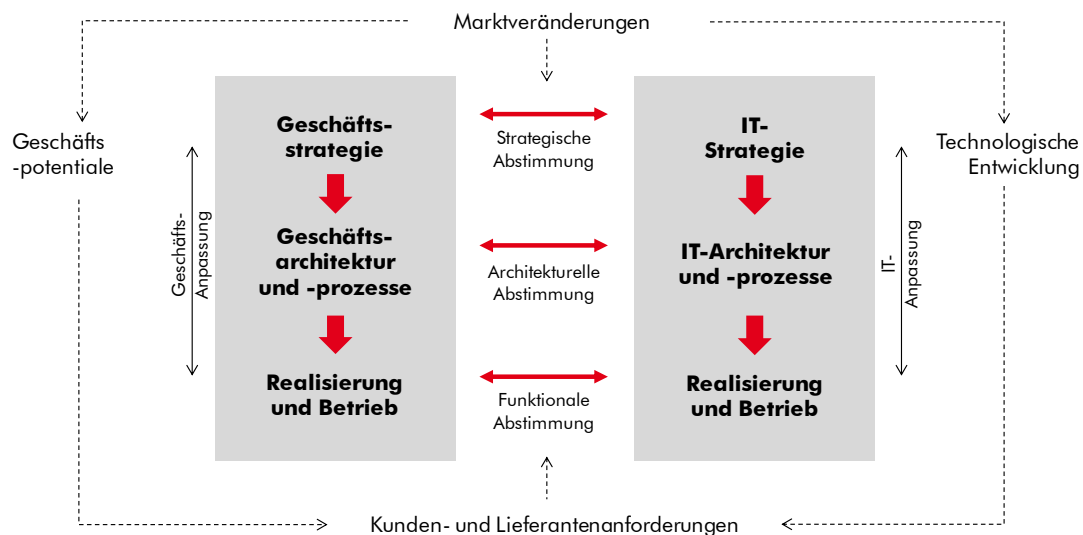 Marktveränderungen
Geschäfts
-potentiale
Geschäfts-
Anpassung
Geschäfts-
strategie
Geschäfts-
architektur
und -prozesse
Realisierung
und Betrieb
Strategische
Abstimmung
Architekturelle
Abstimmung
Funktionale
Abstimmung
IT-
Strategie
IT-Architektur
und -prozesse
Realisierung
und Betrieb
IT-
Anpassung
Technologische
Entwicklung
Kunden- und Lieferantenanforderungen